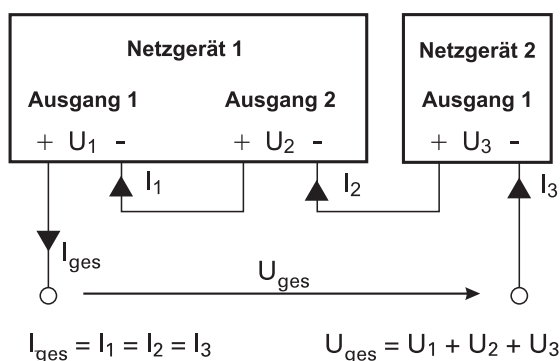 Netzgerät 1
Netzgerät 2
Ausgang 1
Ausgang 2
Ausgang 1
+ U1 -
+ U2 -
+ U3 -
I1
I2
I3
Iges
Uges
Iges = I1 = I2 = I3
Uges = U1 + U2 + U3